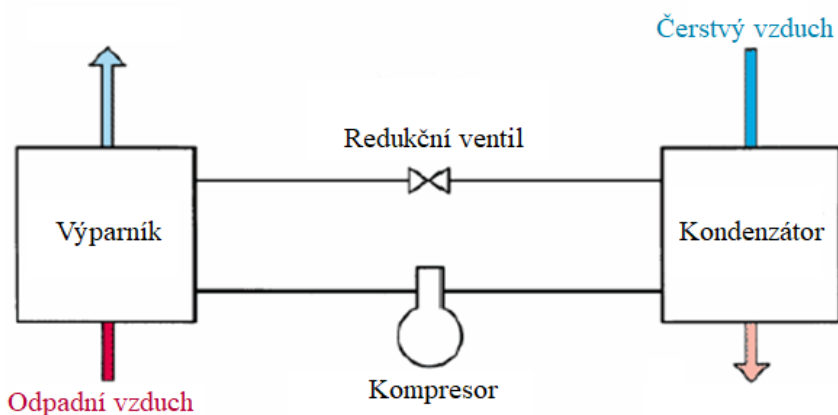 Čerstvý vzduch
Redukční ventil
Výparník
Kondenzátor
Kompresor
Odpadní vzduch